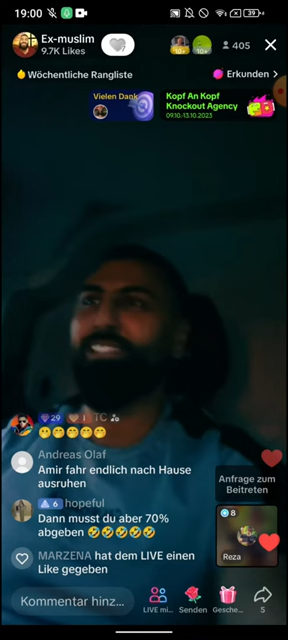 19:00
39
Ex-muslim
9.7K Likes
10+
10+
405
Wöchentliche Rangliste
Erkunden
Vielen Dank
Kopf An Kopf
Knockout Agency
09.10-13.10.2023
29
TC
Andreas Olaf
Amir fahr endlich nach Hause
ausruhen
6 hopeful
Dann musst du aber 70%
abgeben 🤣🤣🤣🤣🤣
MARZENA hat dem LIVE einen
Like gegeben
Anfrage zum
Beitreten
8
Reza
Kommentar hinz...
LIVE mi...
Senden
Gesche...
5